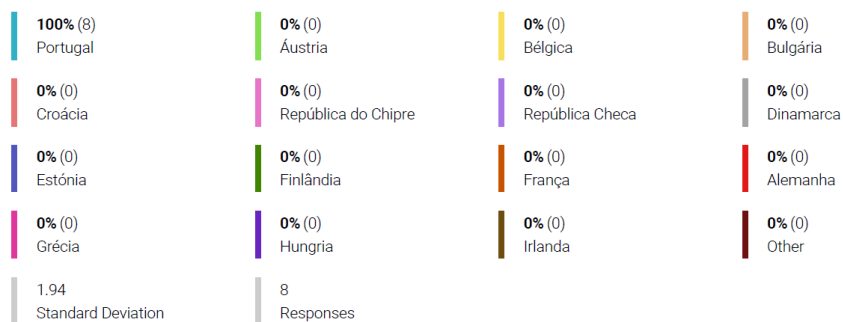 100% (8)
Portugal
0% (0)
Áustria
0% (0)
Bélgica
0% (0)
Bulgária
0% (0)
Croácia
0% (0)
República do Chipre
0% (0)
República Checa
0% (0)
Dinamarca
0% (0)
Estónia
0% (0)
Finlândia
0% (0)
França
0% (0)
Alemanha
0% (0)
Grécia
0% (0)
Hungria
0% (0)
Irlanda
0% (0)
Other
1.94
Standard Deviation
8
Responses